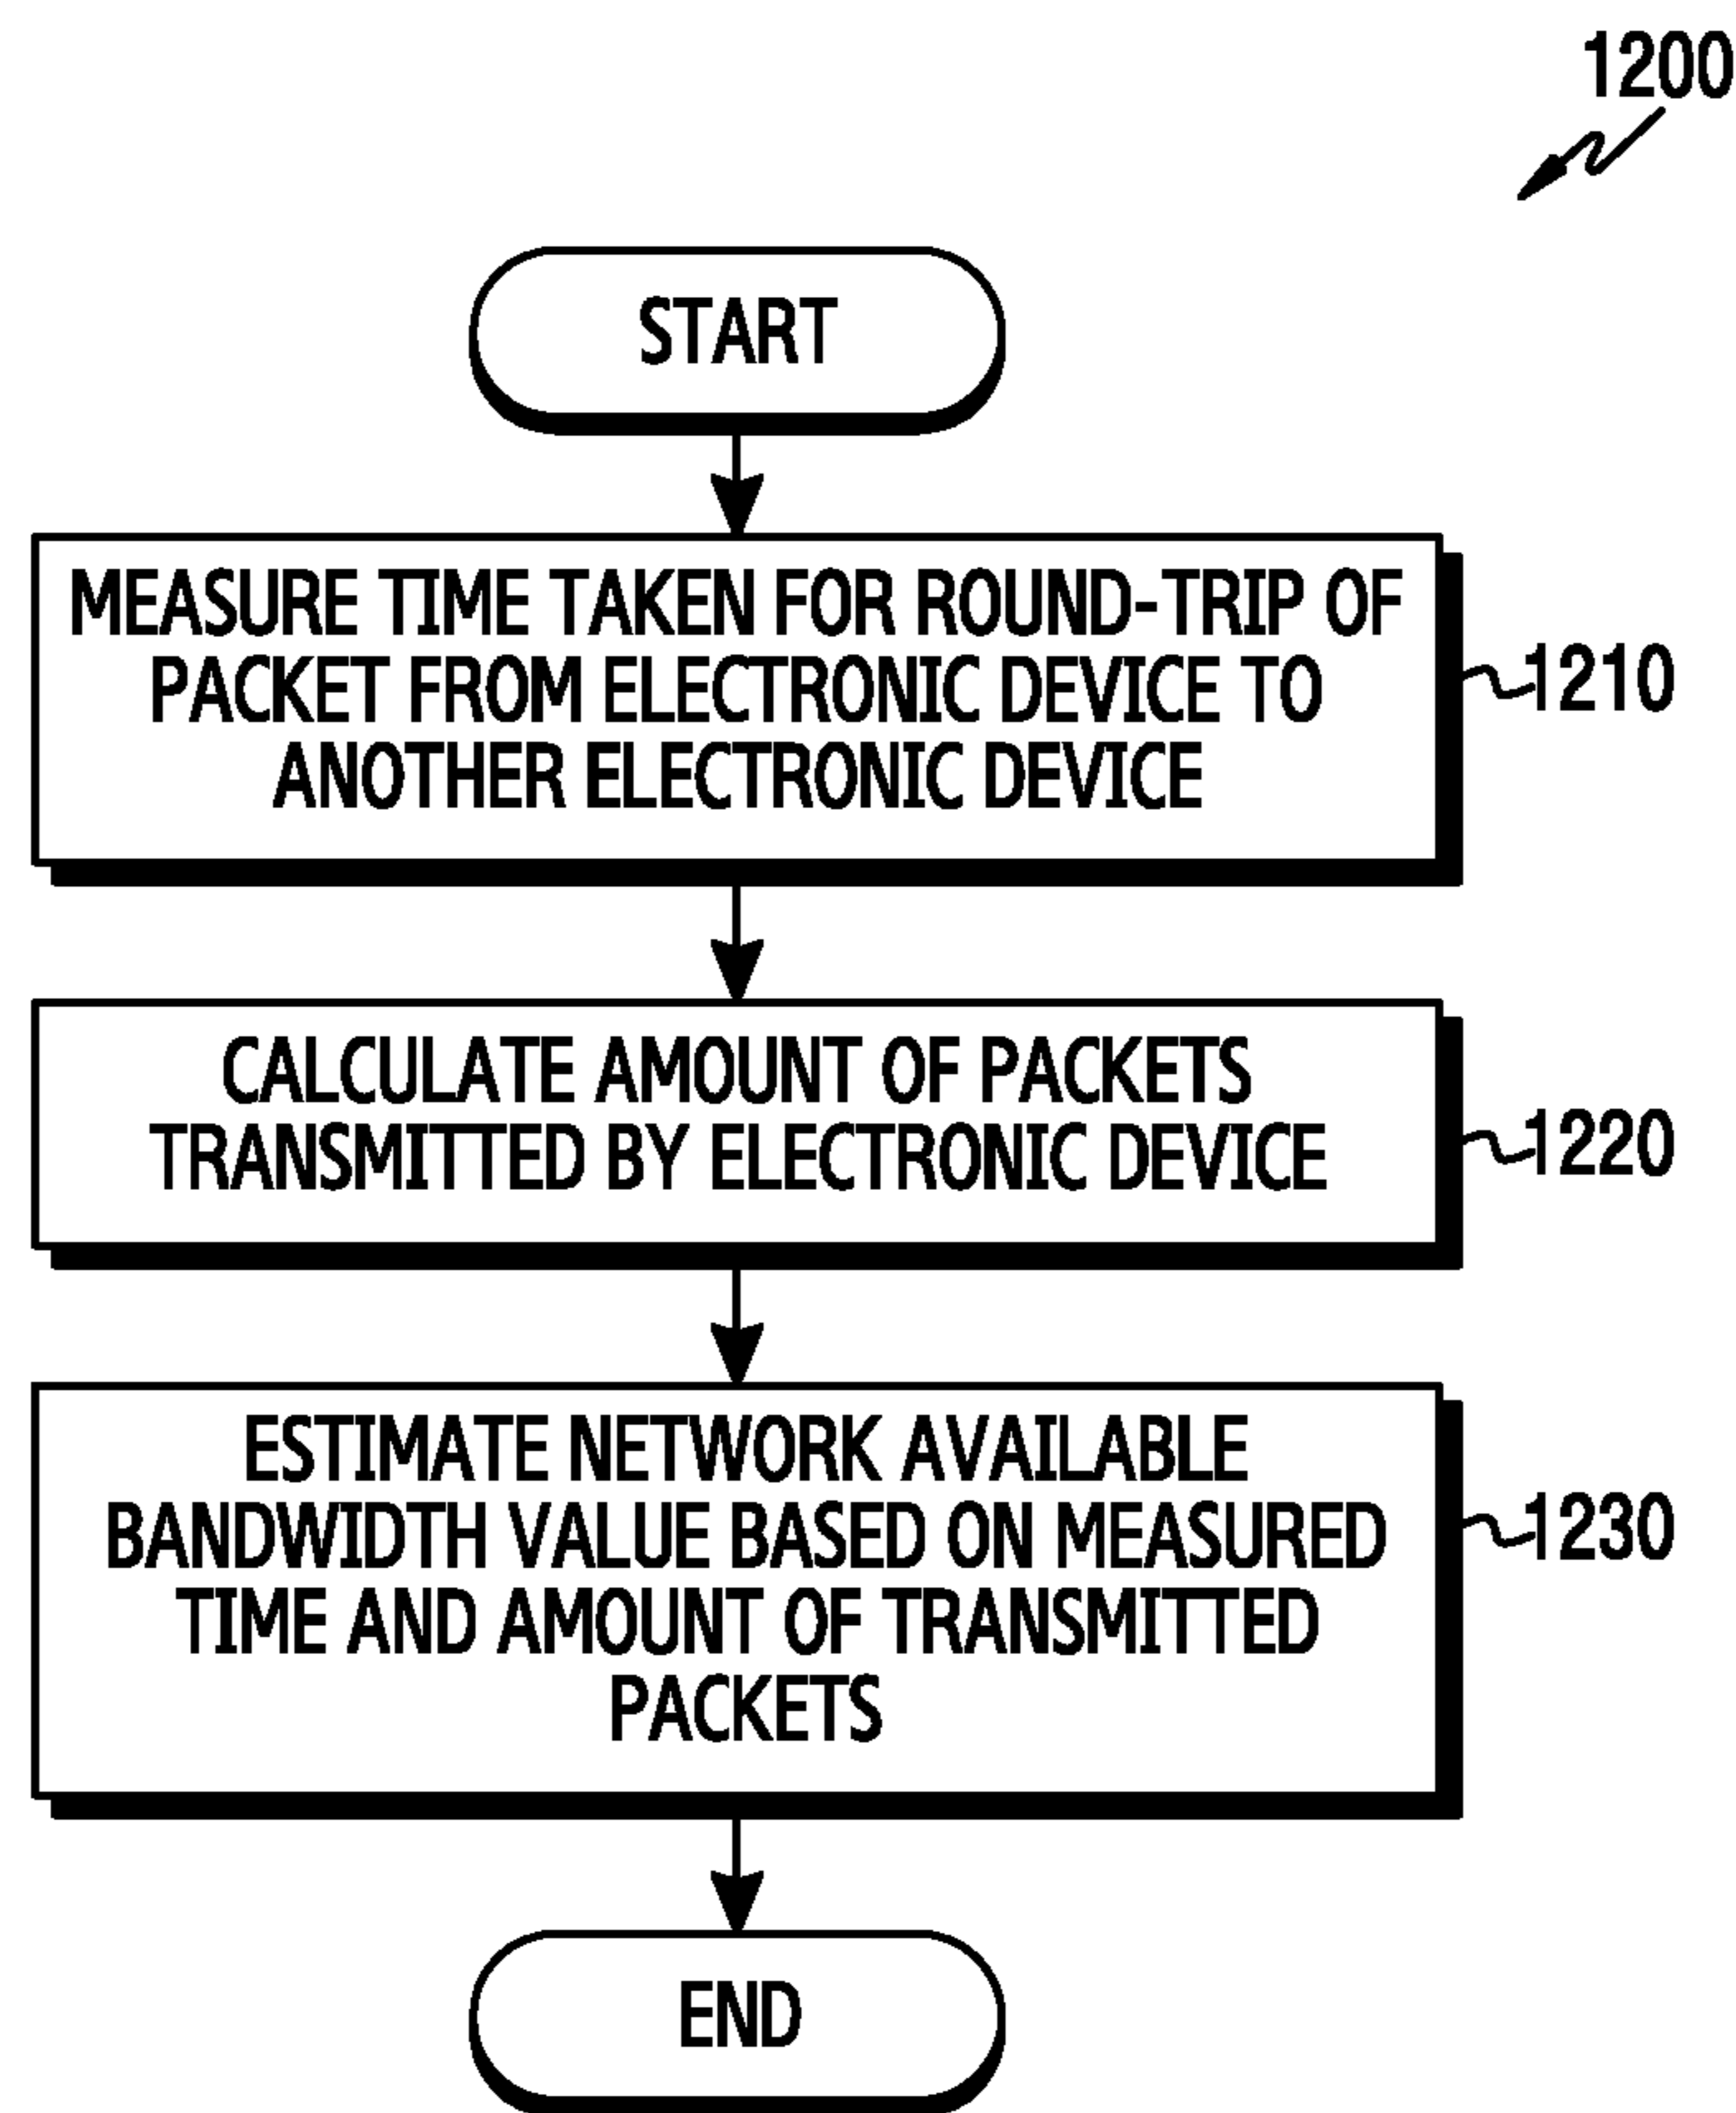 1200
START
MEASURE TIME TAKEN FOR ROUND-TRIP OF
PACKET FROM ELECTRONIC DEVICE TO
ANOTHER ELECTRONIC DEVICE
1210
CALCULATE AMOUNT OF PACKETS
TRANSMITTED BY ELECTRONIC DEVICE
1220
ESTIMATE NETWORK AVAILABLE
BANDWIDTH VALUE BASED ON MEASURED
TIME AND AMOUNT OF TRANSMITTED
PACKETS
1230
END